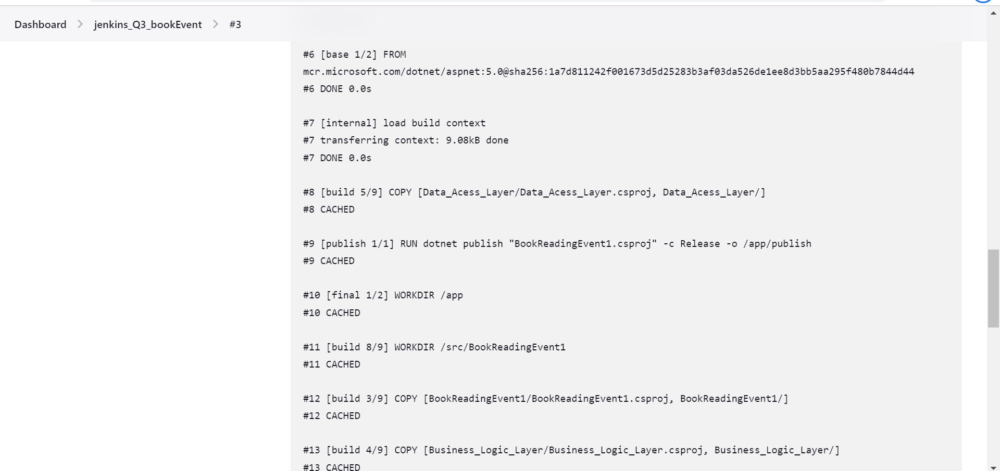 Dashboard > jenkins_Q3_bookEvent > #3
#6 [base 1/2] FROM
mcr.microsoft.com/dotnet/aspnet:5.0@sha256:1a7d811242f001673d5d25283b3af03da526de1ee8d3bb5aa295f480b7844d44
#6 DONE 0.0s
#7 [internal] load build context
#7 transferring context: 9.08kB done
#7 DONE 0.0s
#8 [build 5/9] COPY [Data_Acess_Layer/Data_Acess_Layer.csproj, Data_Acess_Layer/]
#8 CACHED
#9 [publish 1/1] RUN dotnet publish "BookReadingEvent1.csproj" -c Release -o /app/publish
#9 CACHED
#10 [final 1/2] WORKDIR /app
#10 CACHED
#11 [build 8/9] WORKDIR /src/BookReadingEvent1
#11 CACHED
#12 [build 3/9] COPY [BookReadingEvent1/BookReadingEvent1.csproj, BookReadingEvent1/]
#12 CACHED
#13 [build 4/9] COPY [Business_Logic_Layer/Business_Logic_Layer.csproj, Business_Logic_Layer/]
#13 CACHED